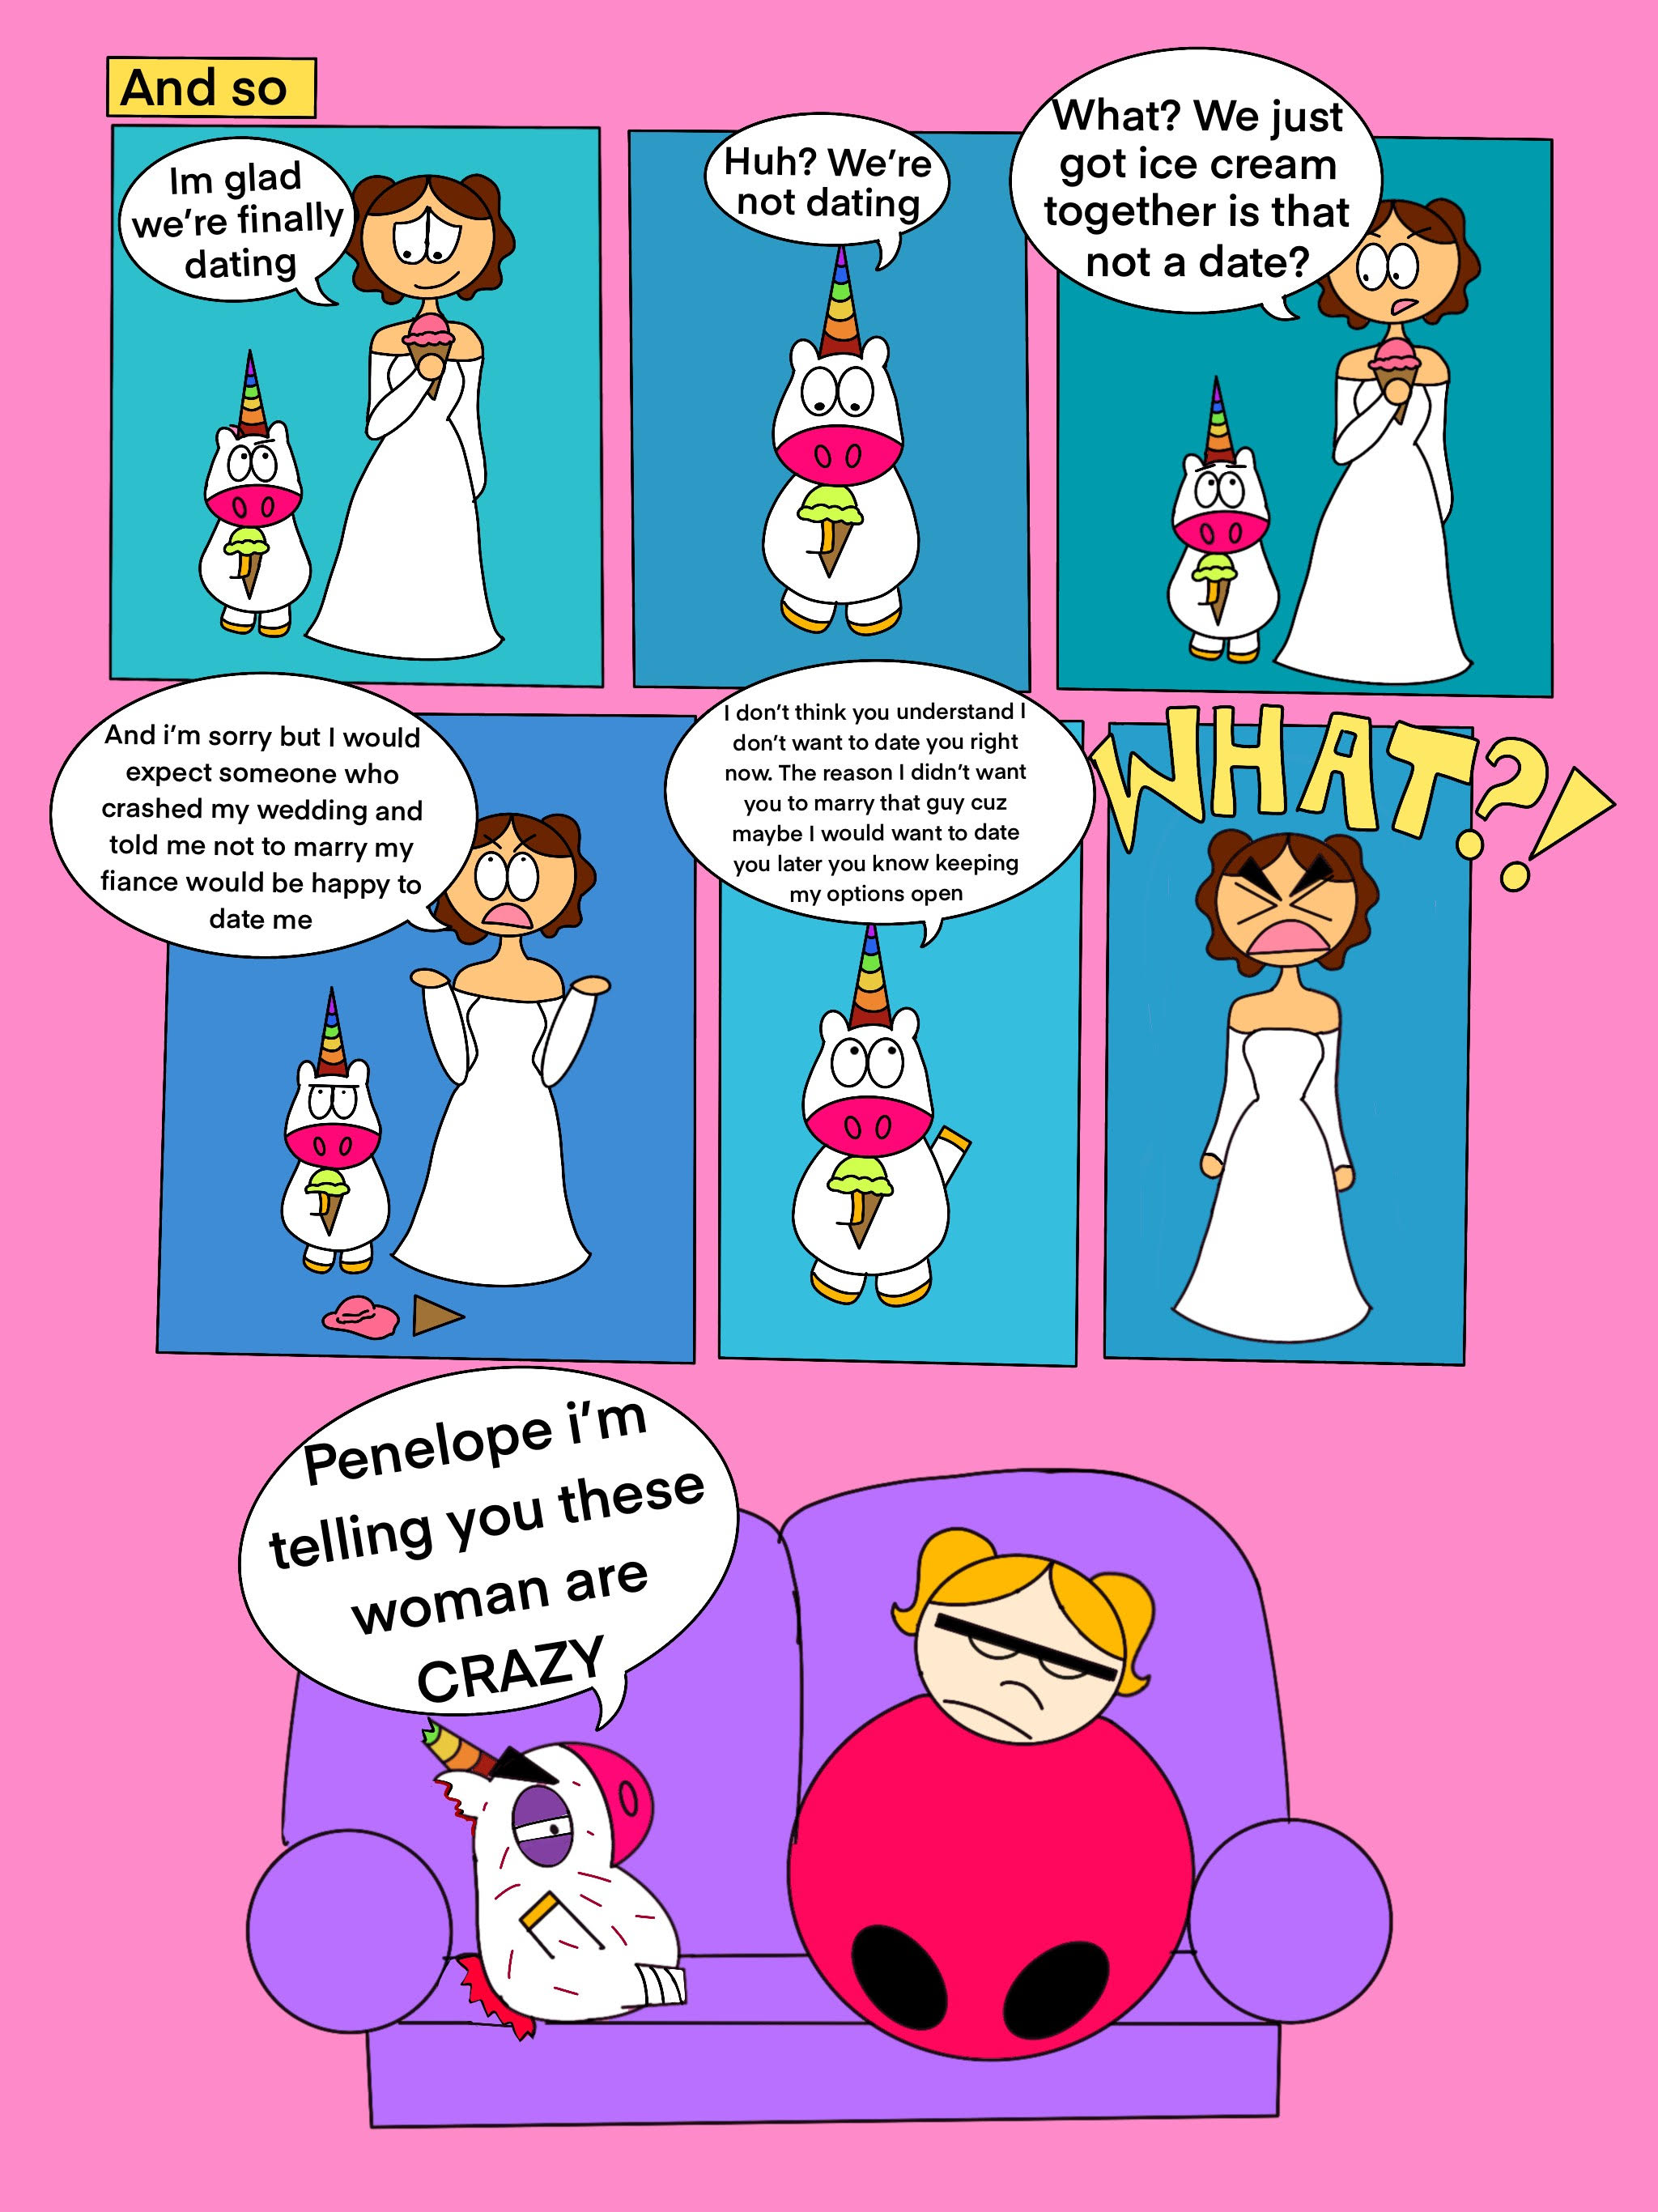 And so
Im glad
we're finally
dating
Huh? We're
not dating
What? We just
got ice cream
together is that
not a date?
And i'm sorry but I would
expect someone who
crashed my wedding and
told me not to marry my
fiance would be happy to
date me
I don't think you understand I
don't want to date you right
now. The reason I didn't want
you to marry that guy cuz
maybe I would want to date
you later you know keeping
my options open
WHAT?!
Penelope i'm
telling you these
woman are
CRAZY